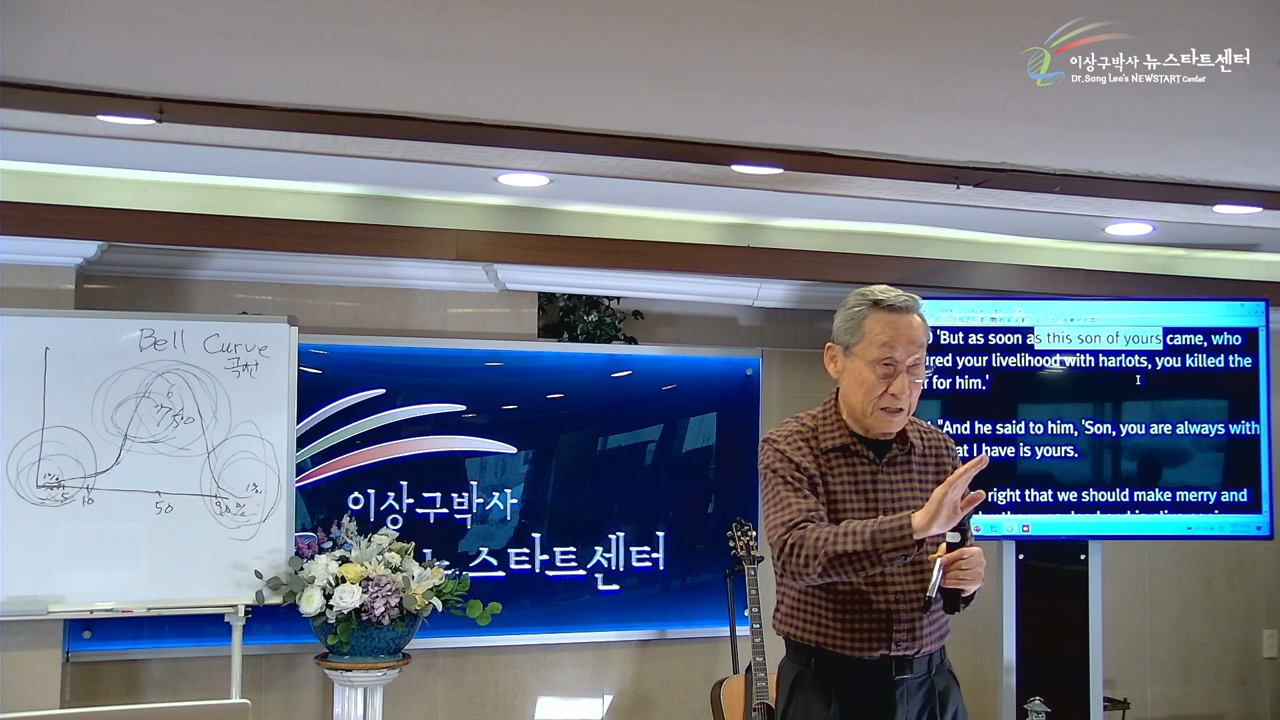 이상구박사 뉴스타트센터
Dr. Sang Lee's NEWSTART Center
Bell Curve
곡선
1%
5
10
50
90%
1%
이상구박사
뉴스타트센터
'But as soon as this son of yours came, who
your livelihood with harlots, you killed the
for him.'
"And he said to him, 'Son, you are always with
I have is yours.
right that we should make merry and